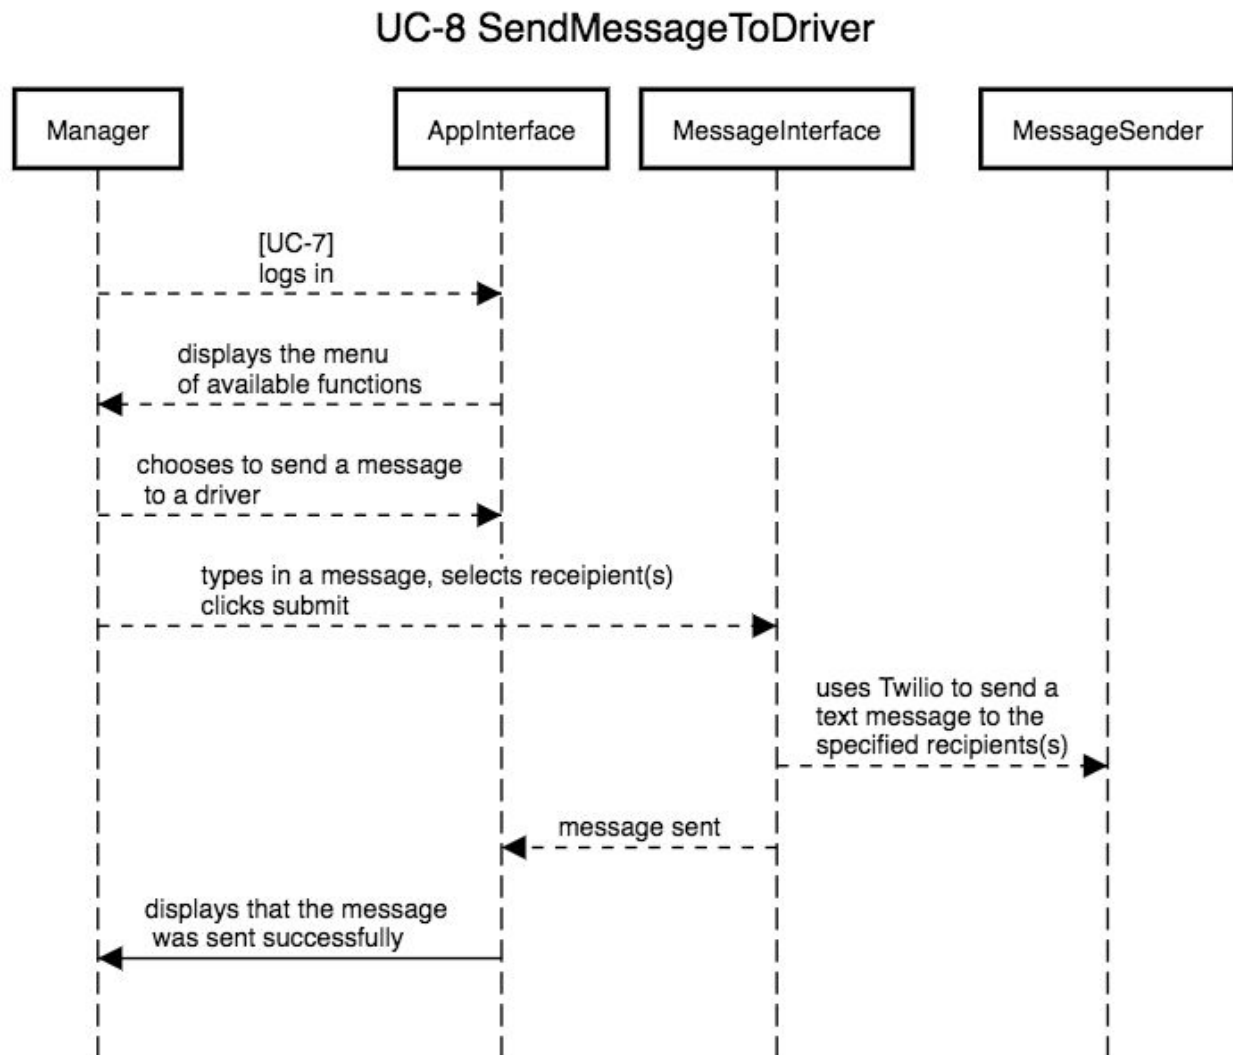 UC-8 SendMessageToDriver
Manager
AppInterface
MessageInterface
MessageSender
[UC-7]
logs in
displays the menu
of available functions
chooses to send a message
to a driver
types in a message, selects receipient(s)
clicks submit
uses Twilio to send a
text message to the
specified recipients(s)
message sent
displays that the message
was sent successfully